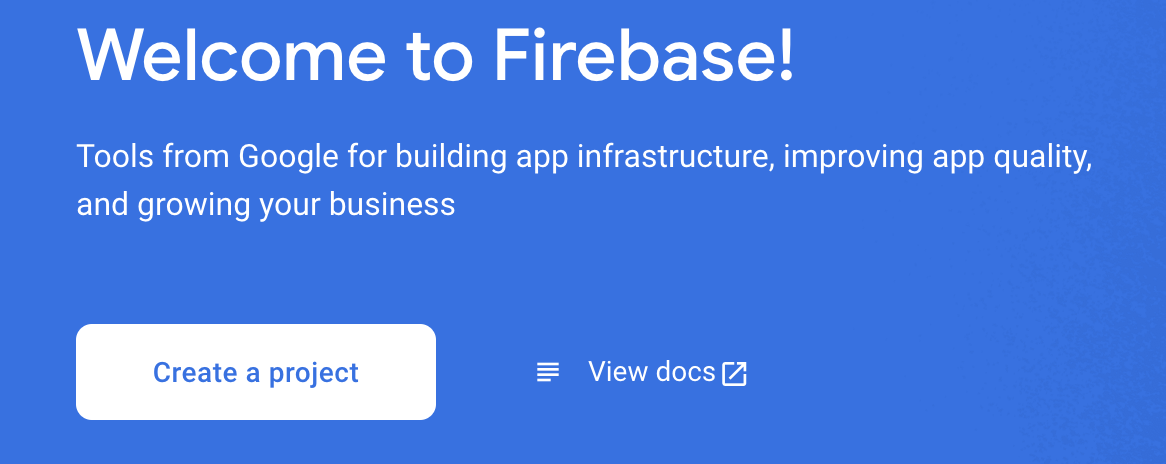 Welcome to Firebase!
Tools from Google for building app infrastructure, improving app quality,
and growing your business
Create a project
View docs